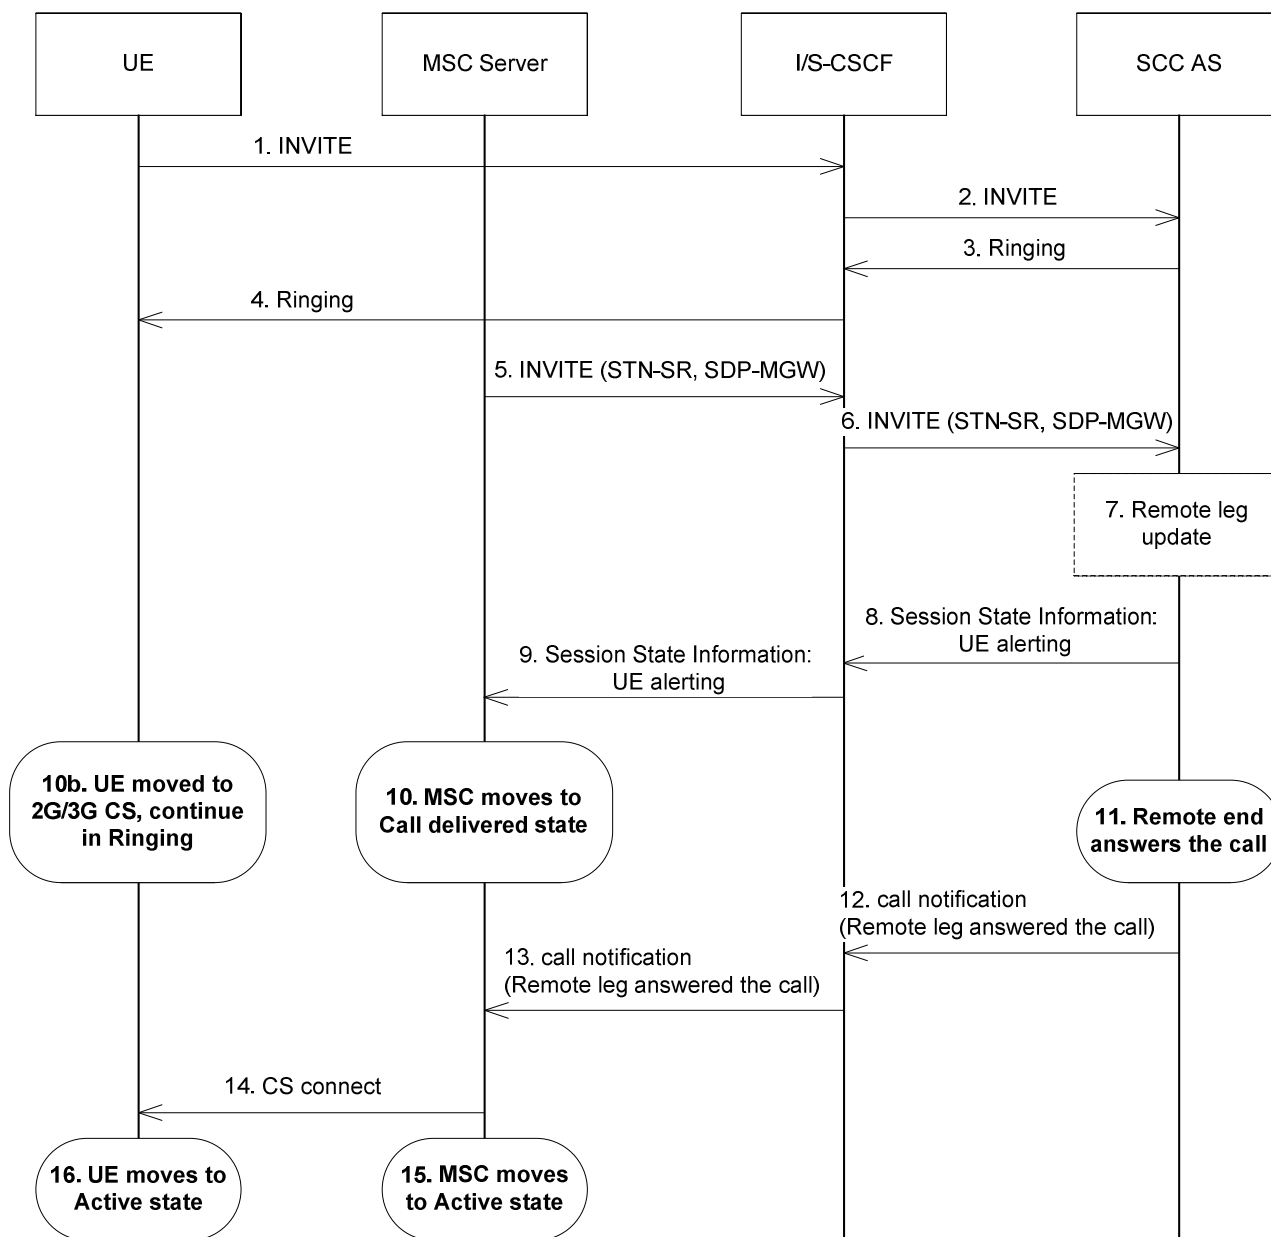 UE
MSC Server
I/S-CSCF
SCC AS
1. INVITE
2. INVITE
3. Ringing
4. Ringing
5. INVITE (STN-SR, SDP-MGW)
6. INVITE (STN-SR, SDP-MGW)
7. Remote leg
update
8. Session State Information:
UE alerting
9. Session State Information:
UE alerting
10b. UE moved to
2G/3G CS, continue
in Ringing
10. MSC moves to
Call delivered state
11. Remote end
answers the call
12. call notification
(Remote leg answered the call)
13. call notification
(Remote leg answered the call)
14. CS connect
16. UE moves to
Active state
15. MSC moves
to Active state